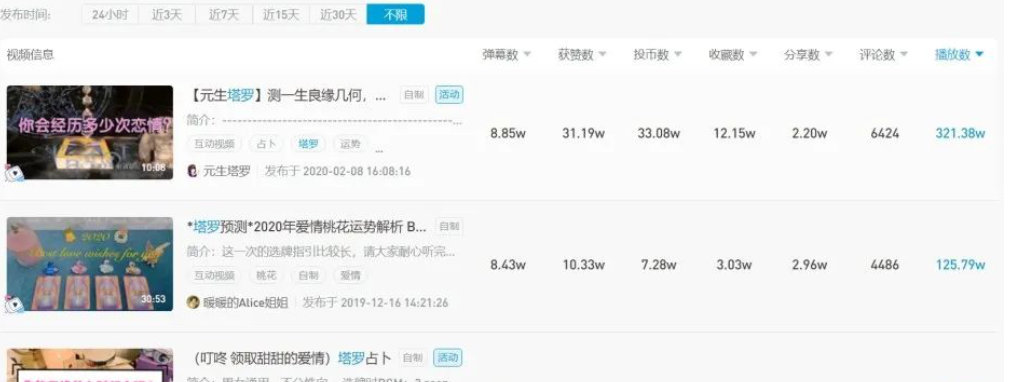 发布时间: 24小时 近3天 近7天 近15天 近30天 不限
视频信息 弹幕数 获赞数 投币数 收藏数 分享数 评论数 播放数
你会经历多少次恋情?
10:08
【元生塔罗】测一生良缘几何，... 自制 活动
简介：-----------------------------------------------...
互动视频 占卜 塔罗 运势 ...
元生塔罗 发布于 2020-02-08 16:08:16
8.85w 31.19w 33.08w 12.15w 2.20w 6424 321.38w
2020
Best love wishes for you
30:53
*塔罗预测*2020年爱情桃花运势解析 B... 自制
简介：这一次的选牌指引比较长，请大家耐心听完...
互动视频 桃花 自制 爱情
暖暖的Alice姐姐 发布于 2019-12-16 14:21:26
8.43w 10.33w 7.28w 3.03w 2.96w 4486 125.79w
（叮咚 领取甜甜的爱情）塔罗占卜 自制 活动